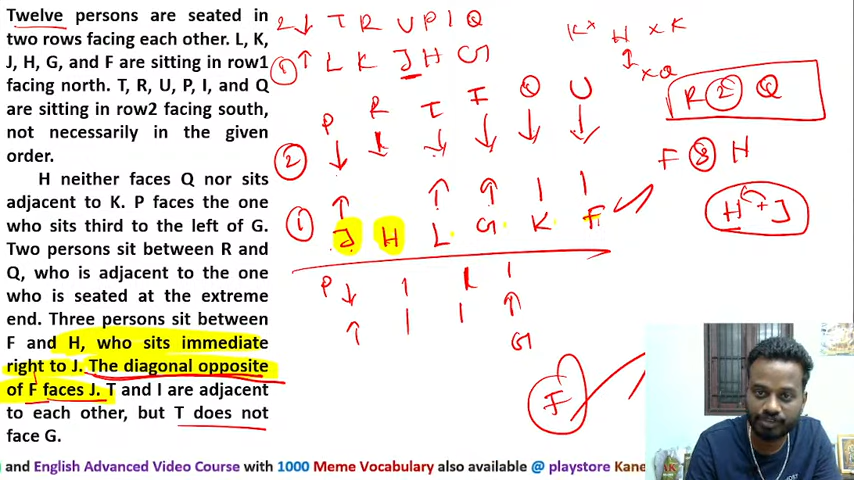 Twelve persons are seated in
two rows facing each other. L, K,
J, H, G, and F are sitting in row1
facing north. T, R, U, P, I, and Q
are sitting in row2 facing south,
not necessarily in the given
order.
H neither faces Q nor sits
adjacent to K. P faces the one
who sits third to the left of G.
Two persons sit between R and
Q, who is adjacent to the one
who is seated at the extreme
end. Three persons sit between
F and H, who sits immediate
right to J. The diagonal opposite
of F faces J. T and I are adjacent
to each other, but T does not
face G.
2 ↓ T R U P I Q
1 ↑ L K J H G
K × H × K
↕
× Q
R 2 Q
F 3 H
H + J
P R T I Q U
2 ↓ ↓ ↓ ↓ ↓ ↓
1 J H L G K F
P
G
F
and English Advanced Video Course with 1000 Meme Vocabulary also available @ playstore Kane